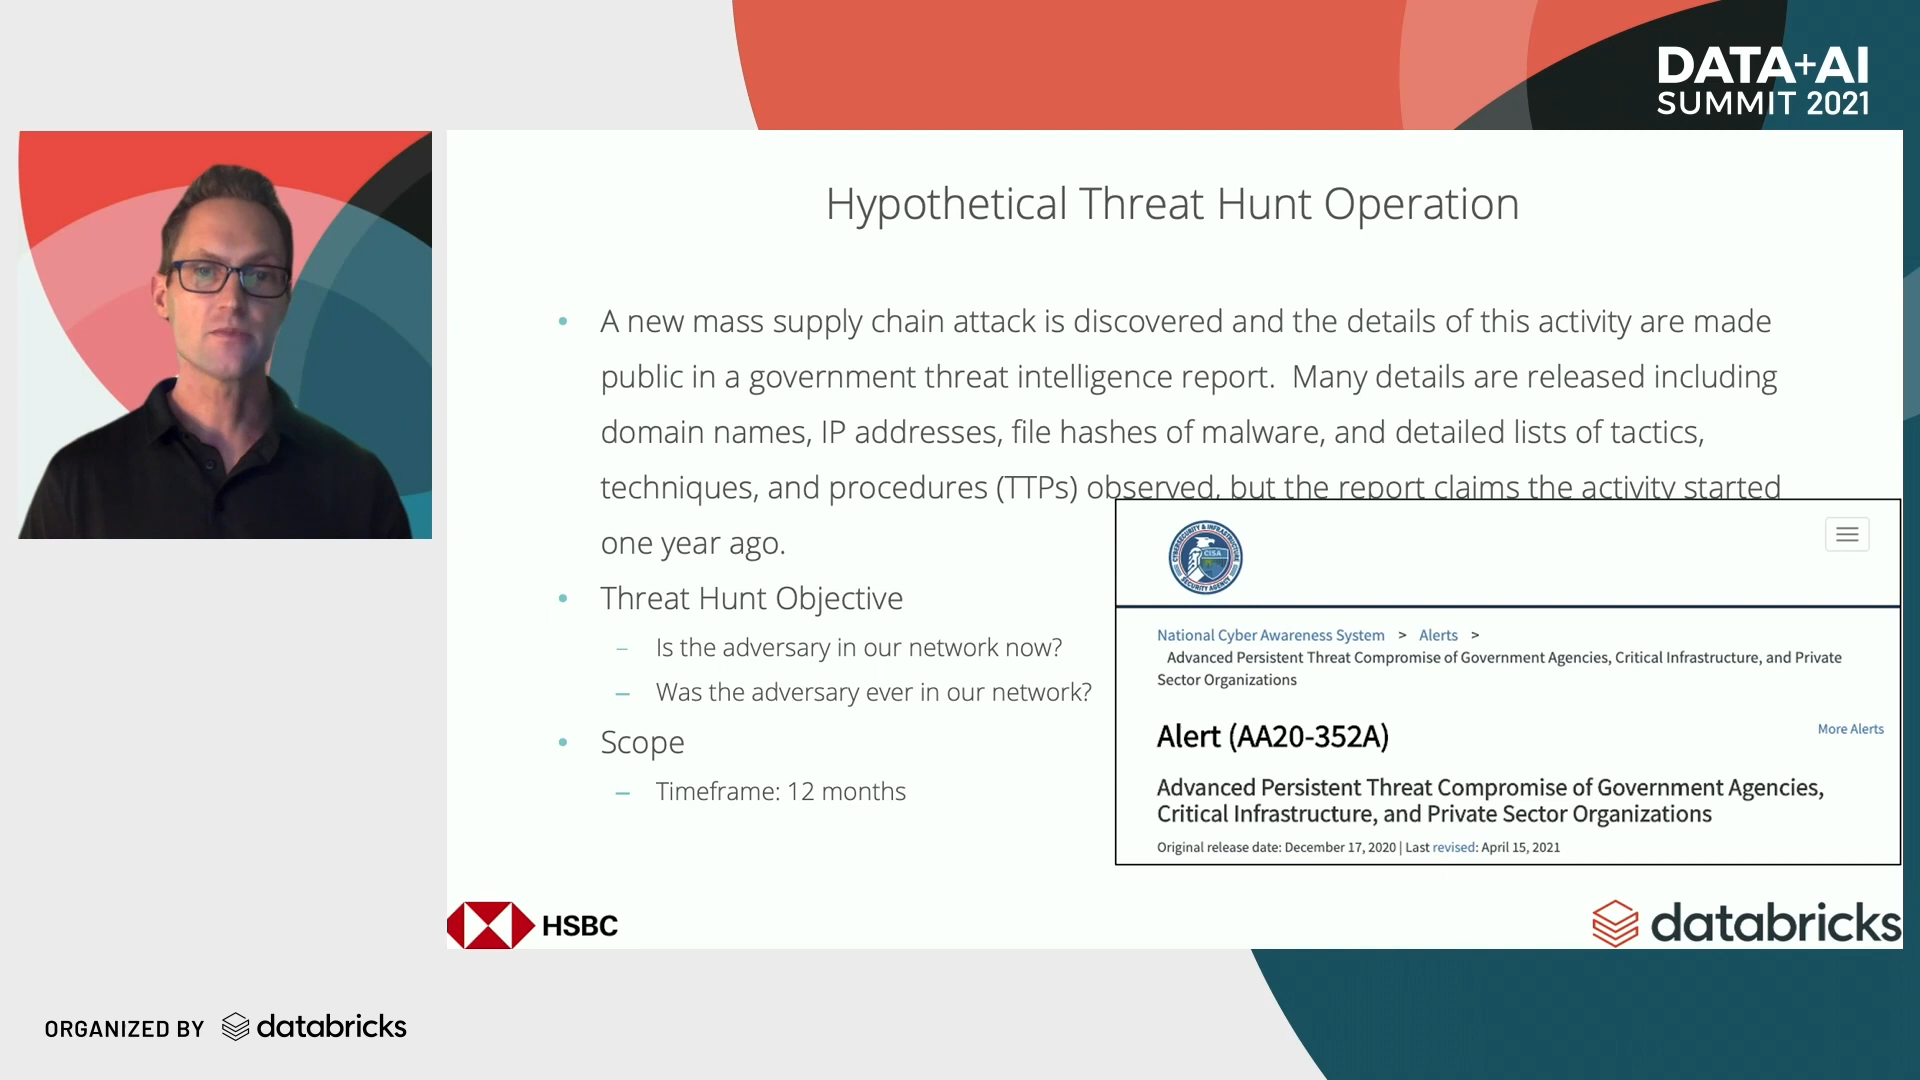 DATA+AI
SUMMIT 2021
Hypothetical Threat Hunt Operation
• A new mass supply chain attack is discovered and the details of this activity are made
public in a government threat intelligence report.  Many details are released including
domain names, IP addresses, file hashes of malware, and detailed lists of tactics,
techniques, and procedures (TTPs) observed, but the report claims the activity started
one year ago.
• Threat Hunt Objective
– Is the adversary in our network now?
– Was the adversary ever in our network?
• Scope
– Timeframe: 12 months
CYBERSECURITY & INFRASTRUCTURE
SECURITY AGENCY
CISA
National Cyber Awareness System > Alerts >
Advanced Persistent Threat Compromise of Government Agencies, Critical Infrastructure, and Private
Sector Organizations
Alert (AA20-352A)
More Alerts
Advanced Persistent Threat Compromise of Government Agencies,
Critical Infrastructure, and Private Sector Organizations
Original release date: December 17, 2020 | Last revised: April 15, 2021
HSBC
databricks
ORGANIZED BY databricks